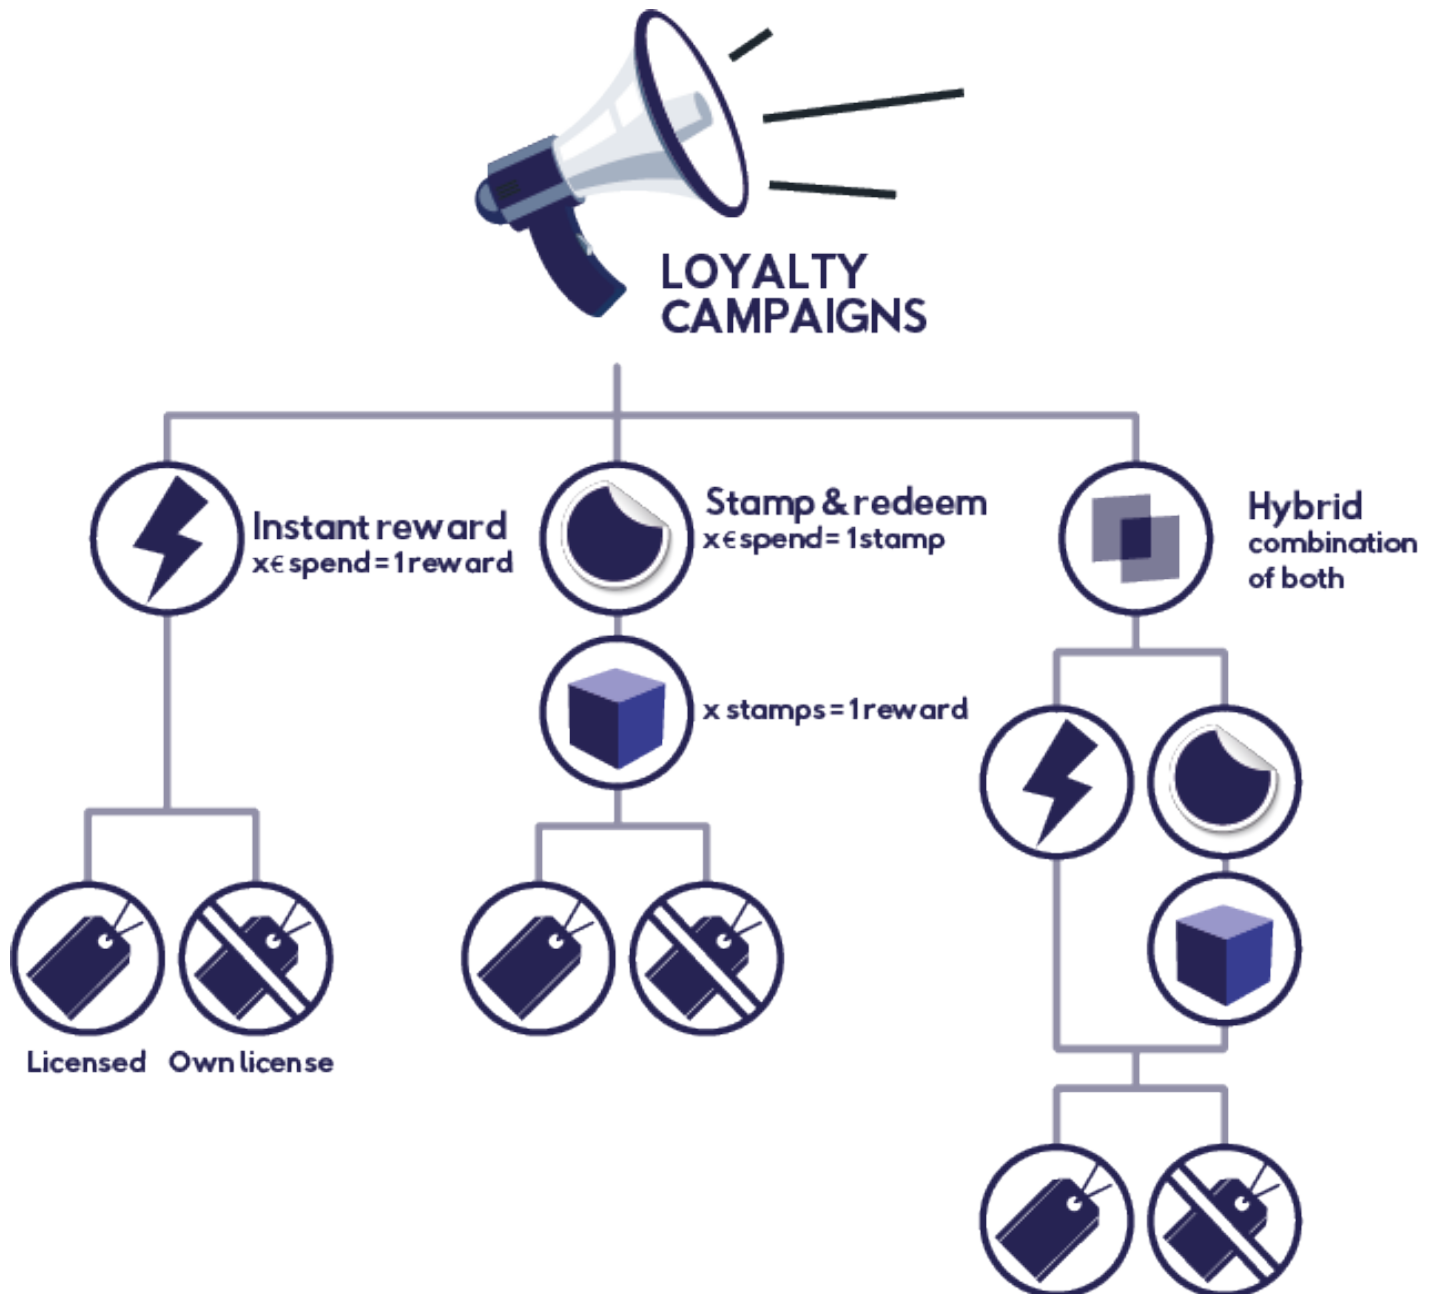 LOYALTY
CAMPAIGNS
Instant reward
x€ spend = 1 reward
Stamp & redeem
x€ spend = 1 stamp
x stamps = 1 reward
Hybrid
combination
of both
Licensed
Own license